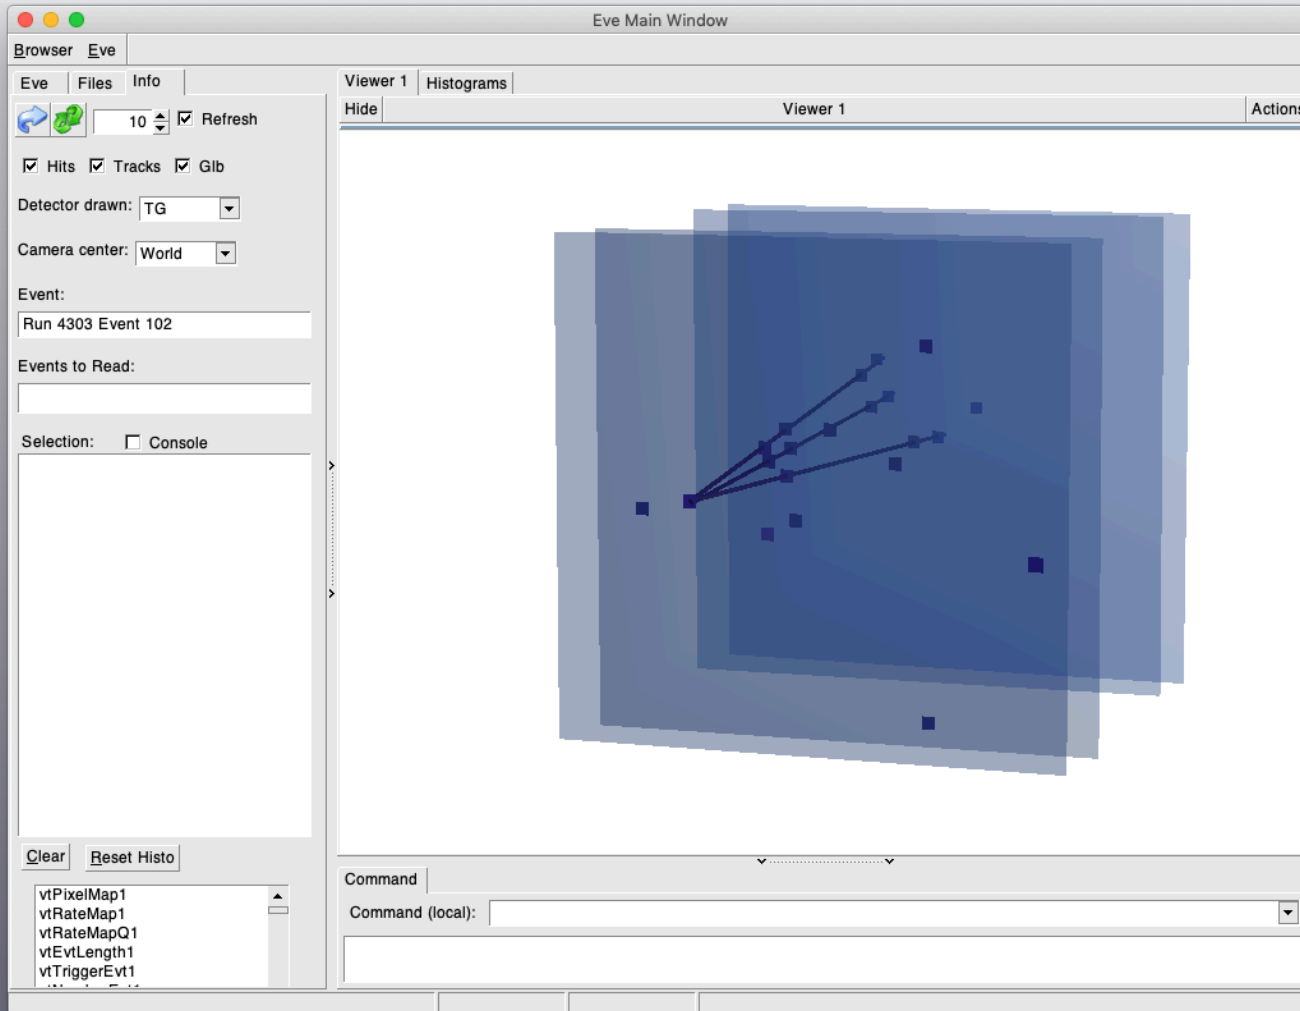 Eve Main Window
Browser Eve
Eve Files Info
10 Refresh
Hits Tracks Glb
Detector drawn: TG
Camera center: World
Event:
Run 4303 Event 102
Events to Read:
Selection: Console
Clear Reset Histo
vtPixelMap1
vtRateMap1
vtRateMapQ1
vtEvtLength1
vtTriggerEvt1
Viewer 1 Histograms
Hide Viewer 1 Actions
Command
Command (local):